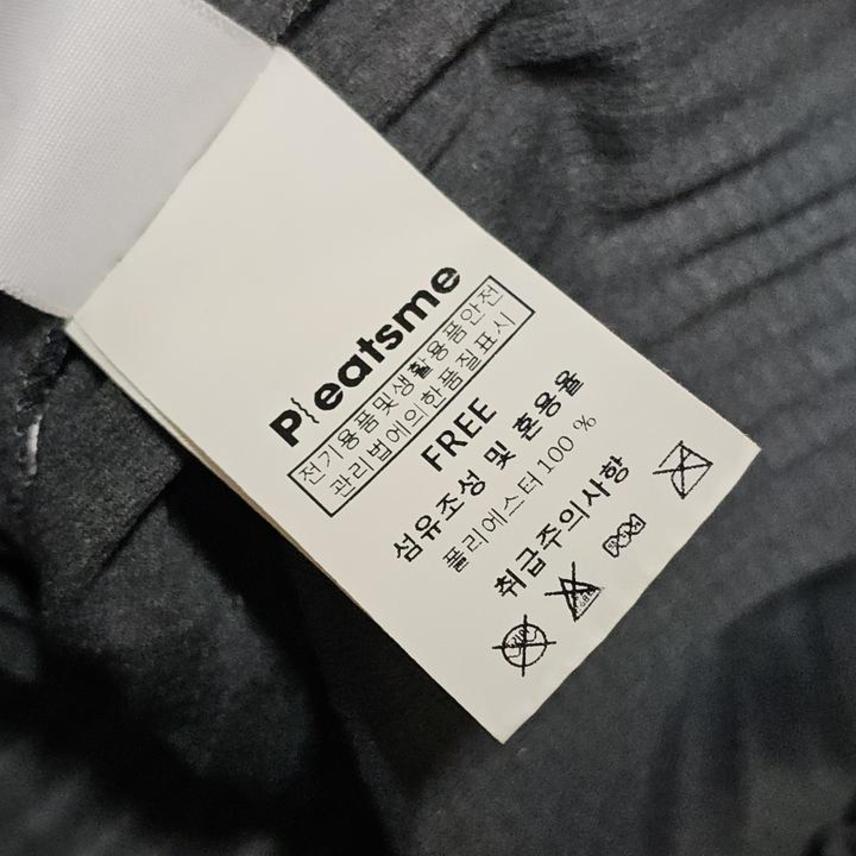 Pleatsme
전기용품및생활용품안전
관리법에의한품질표시
FREE
섬유조성 및 혼용율
폴리에스터 100 %
취급주의사항